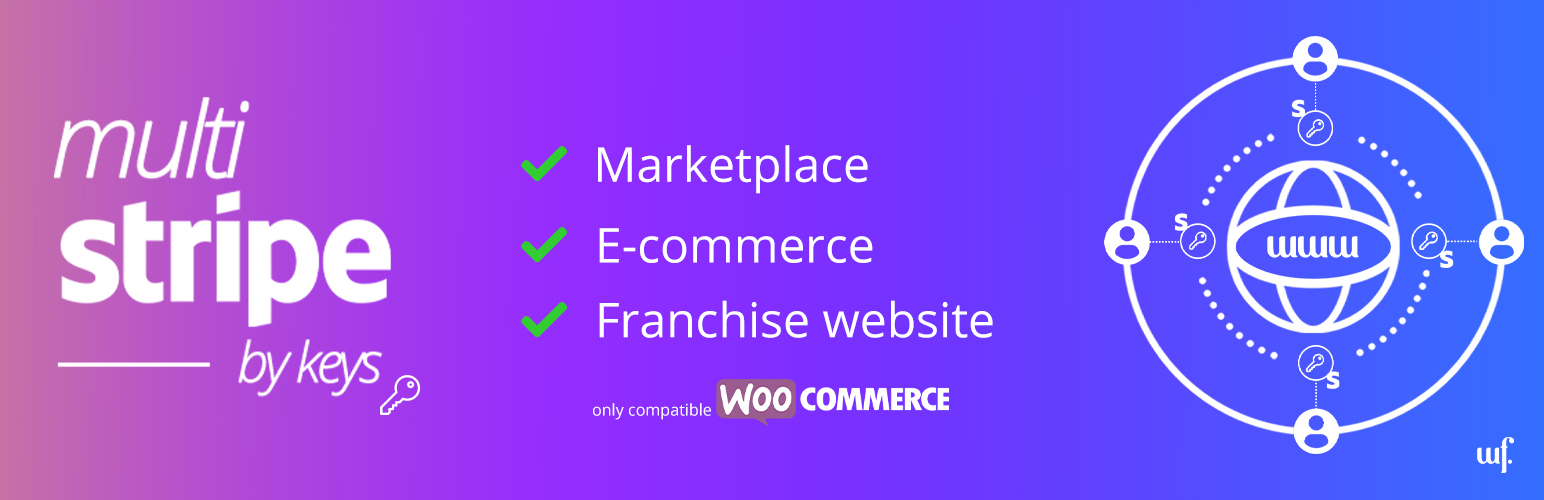 multi
stripe
by keys
Marketplace
E-commerce
Franchise website
only compatible WOO COMMERCE
S
S
www
S
S
wf.